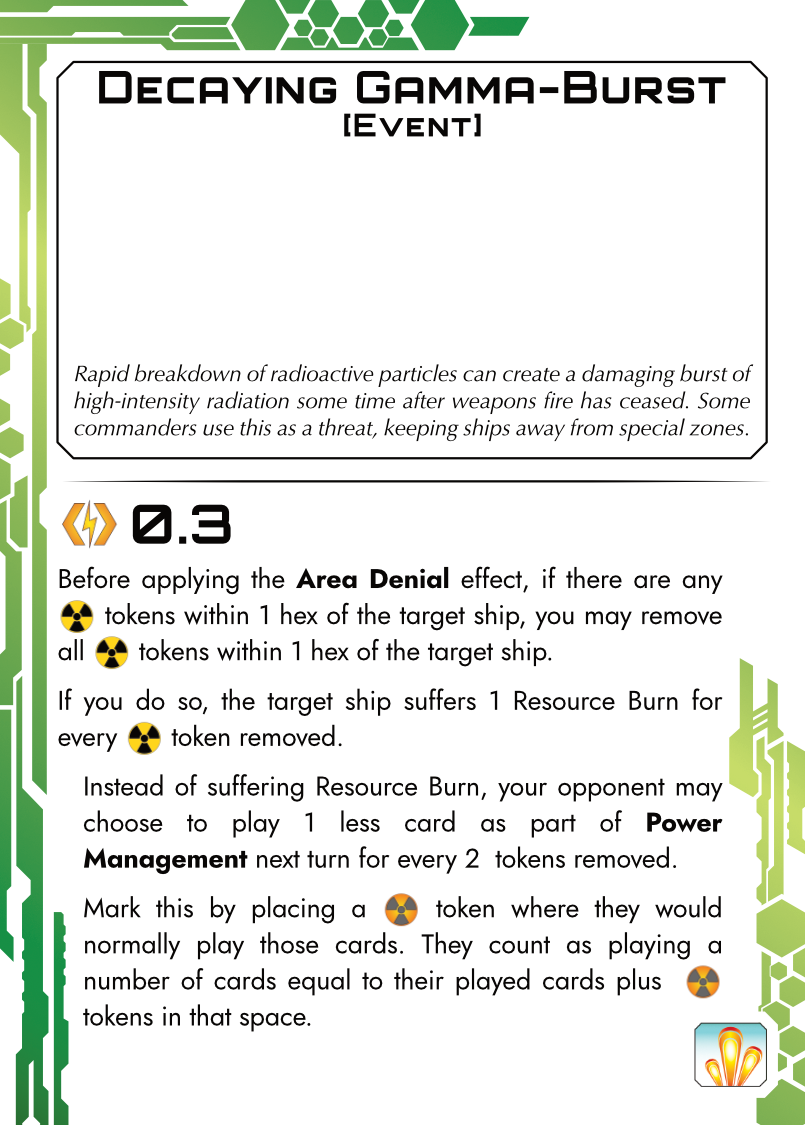 Decaying Gamma-Burst
[Event]
Rapid breakdown of radioactive particles can create a damaging burst of
high-intensity radiation some time after weapons fire has ceased. Some
commanders use this as a threat, keeping ships away from special zones.
0.3
Before applying the Area Denial effect, if there are any
tokens within 1 hex of the target ship, you may remove
all tokens within 1 hex of the target ship.
If you do so, the target ship suffers 1 Resource Burn for
every token removed.
Instead of suffering Resource Burn, your opponent may
choose to play 1 less card as part of Power
Management next turn for every 2 tokens removed.
Mark this by placing a token where they would
normally play those cards. They count as playing a
number of cards equal to their played cards plus
tokens in that space.